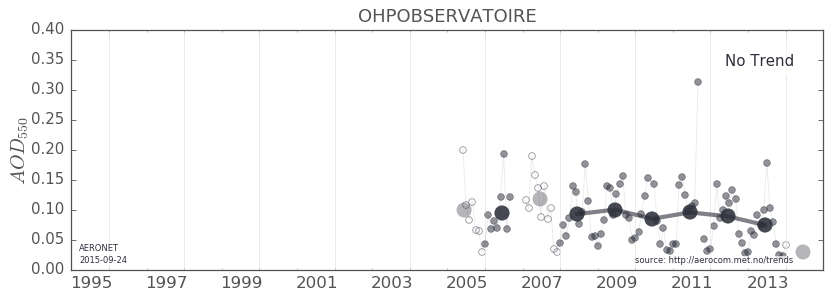 OHPOBSERVATOIRE
0.40
0.35
0.30
0.25
0.20
0.15
0.10
0.05
0.00
AOD550
No Trend
AERONET
2015-09-24
source: http://aerocom.met.no/trends
1995 1997 1999 2001 2003 2005 2007 2009 2011 2013